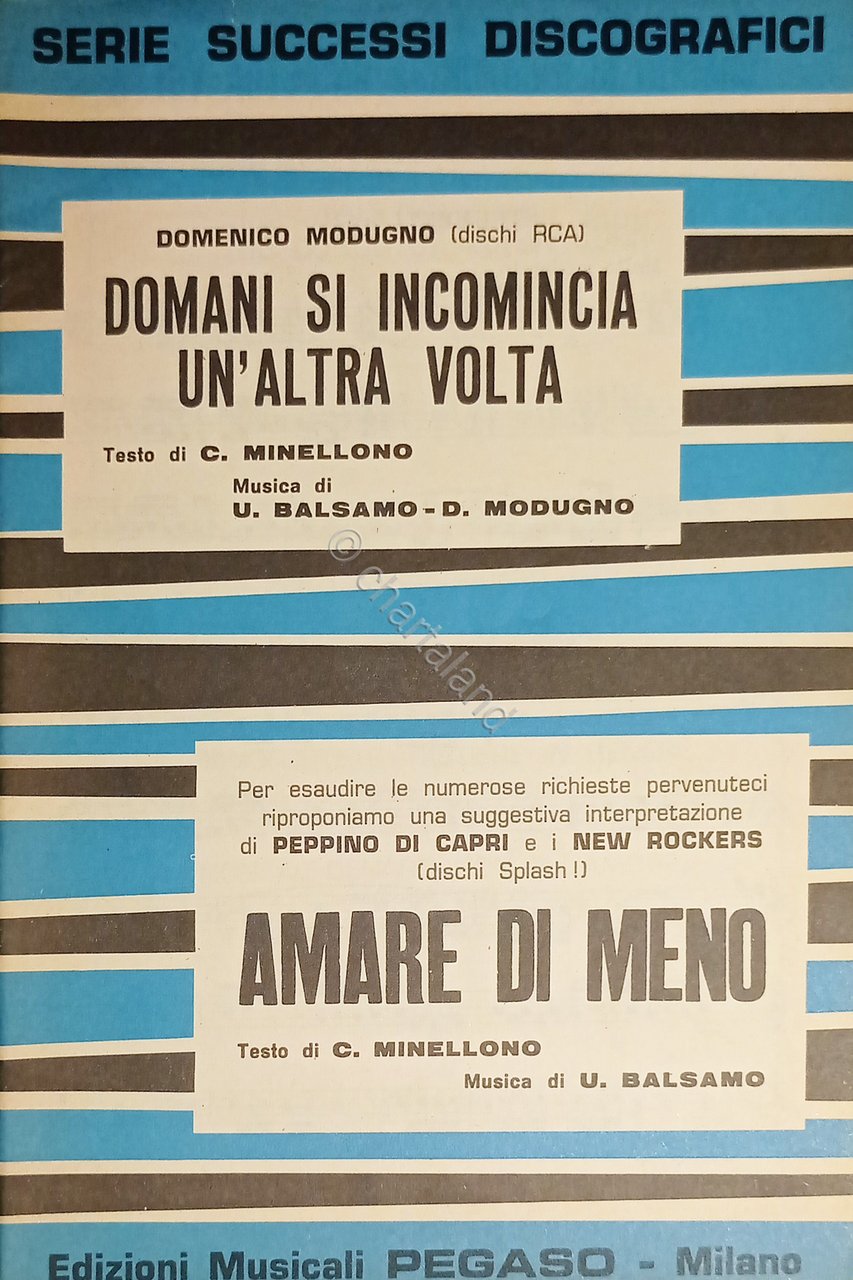 SERIE SUCCESSI DISCOGRAFICI
DOMENICO MODUGNO (dischi RCA)
DOMANI SI INCOMINCIA
UN'ALTRA VOLTA
Testo di C. MINELLONO
Musica di
U. BALSAMO - D. MODUGNO
© chartaland
Per esaudire le numerose richieste pervenuteci
riproponiamo una suggestiva interpretazione
di PEPPINO DI CAPRI e i NEW ROCKERS
(dischi Splash!)
AMARE DI MENO
Testo di C. MINELLONO
Musica di U. BALSAMO
Edizioni Musicali PEGASO - Milano